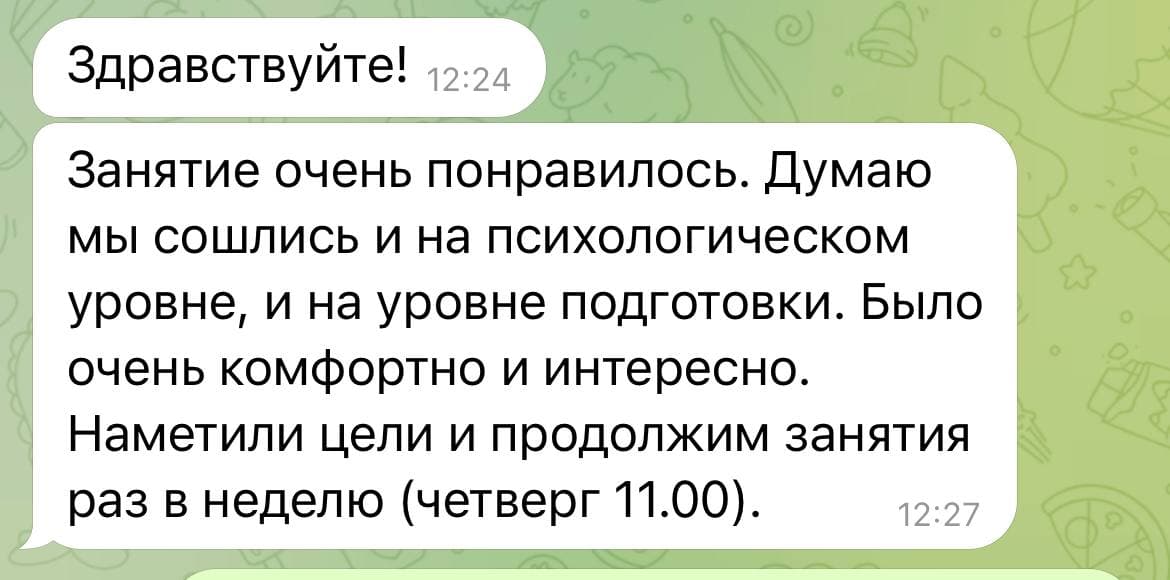 Здравствуйте! 12:24
Занятие очень понравилось. Думаю
мы сошлись и на психологическом
уровне, и на уровне подготовки. Было
очень комфортно и интересно.
Наметили цели и продолжим занятия
раз в неделю (четверг 11.00). 12:27